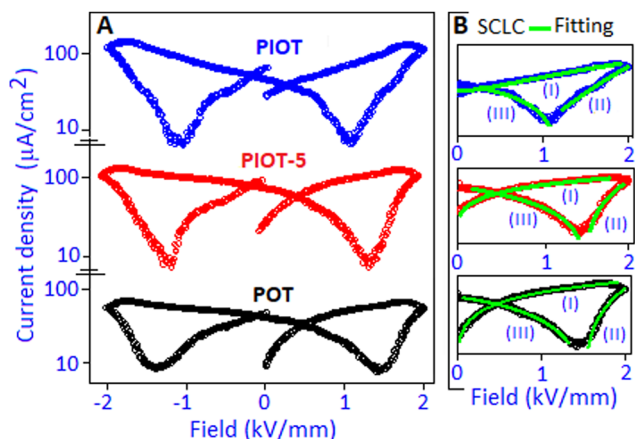 A
PIOT
100
10
PIOT-5
100
10
POT
100
10
-2 -1 0 1 2
Field (kV/mm)
Current density (µA/cm²)
B
SCLC Fitting
(I)
(II)
(III)
0 1 2
(I)
(II)
(III)
0 1 2
(I)
(II)
(III)
0 1 2
Field (kV/mm)